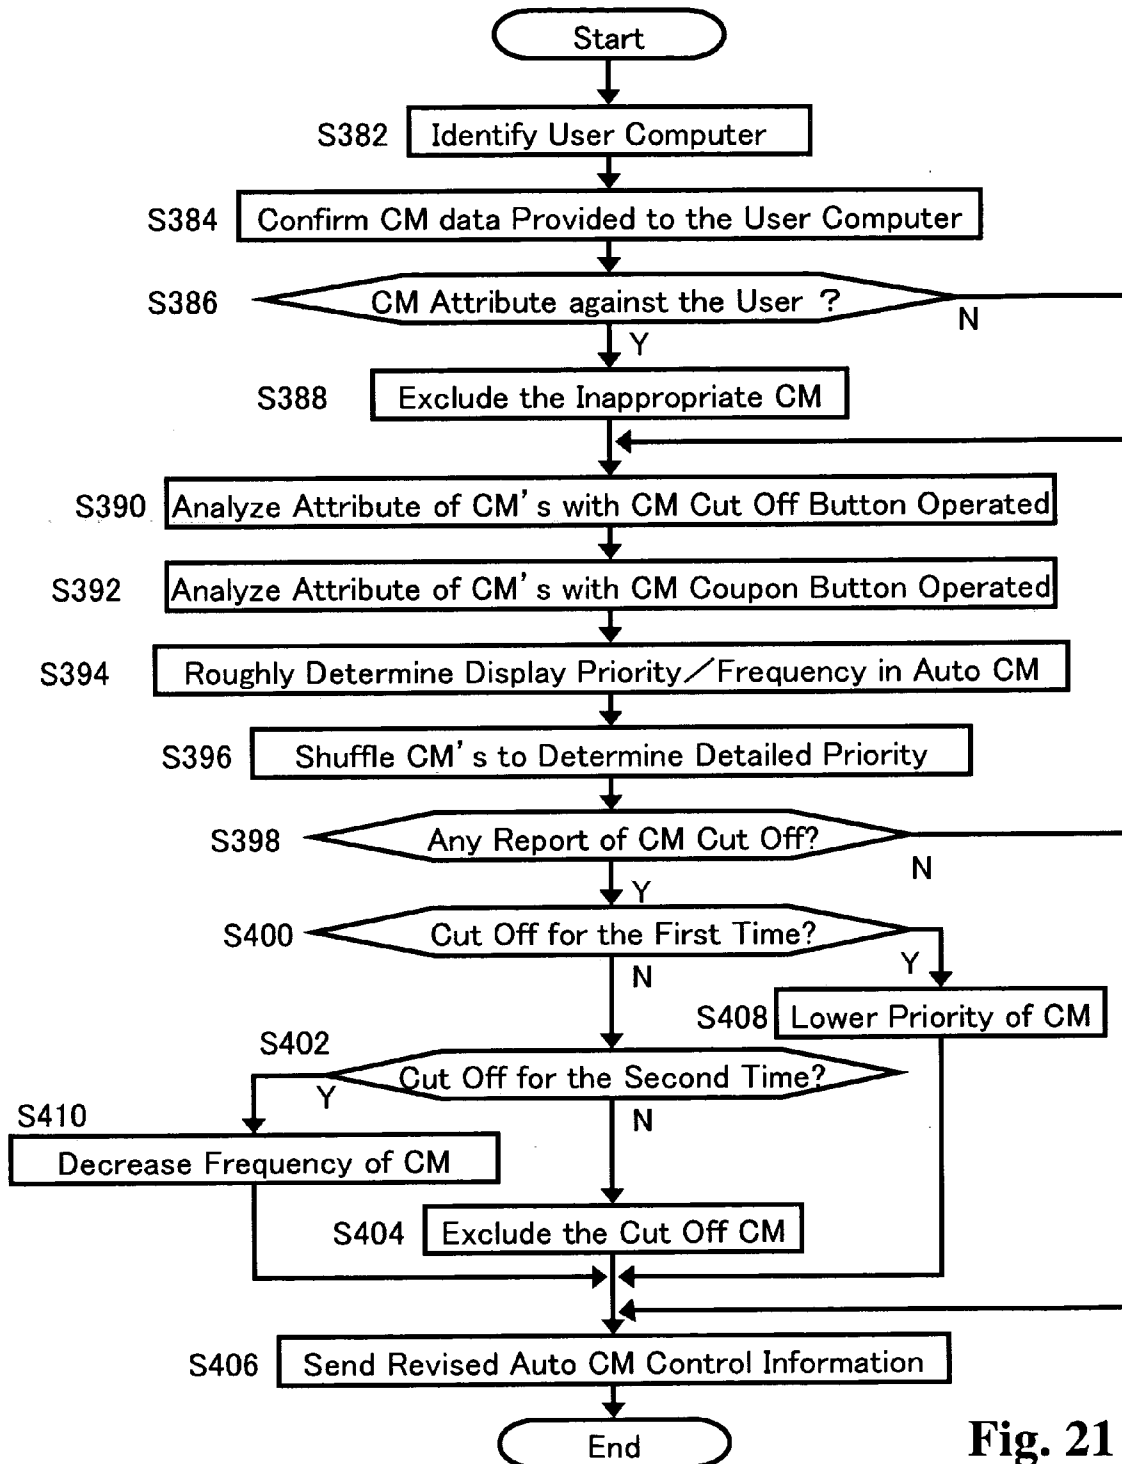 Start
S382 Identify User Computer
S384 Confirm CM data Provided to the User Computer
S386 CM Attribute against the User ?
N
Y
S388 Exclude the Inappropriate CM
S390 Analyze Attribute of CM's with CM Cut Off Button Operated
S392 Analyze Attribute of CM's with CM Coupon Button Operated
S394 Roughly Determine Display Priority/Frequency in Auto CM
S396 Shuffle CM's to Determine Detailed Priority
S398 Any Report of CM Cut Off?
N
Y
S400 Cut Off for the First Time?
Y
N
S408 Lower Priority of CM
S402 Cut Off for the Second Time?
Y
N
S410 Decrease Frequency of CM
S404 Exclude the Cut Off CM
S406 Send Revised Auto CM Control Information
End
Fig. 21